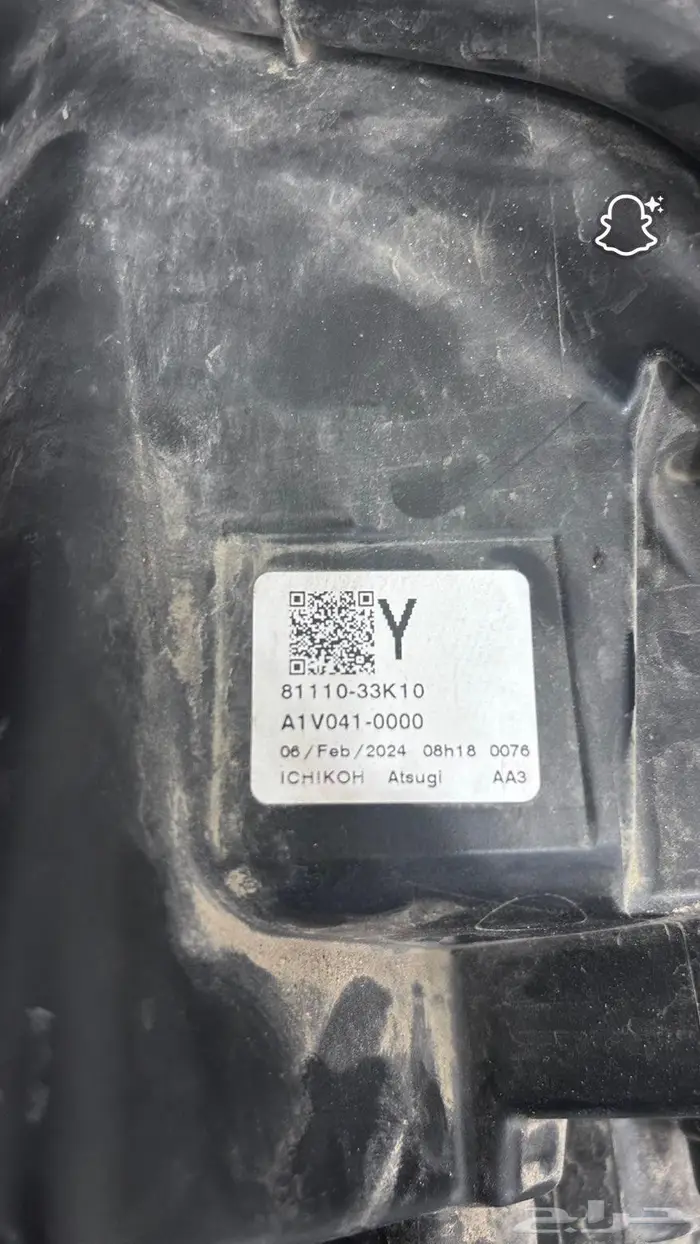 Y
81110-33K10
A1V041-0000
06/Feb/2024 08h18 0076
ICHIKOH Atsugi AA3
حراج